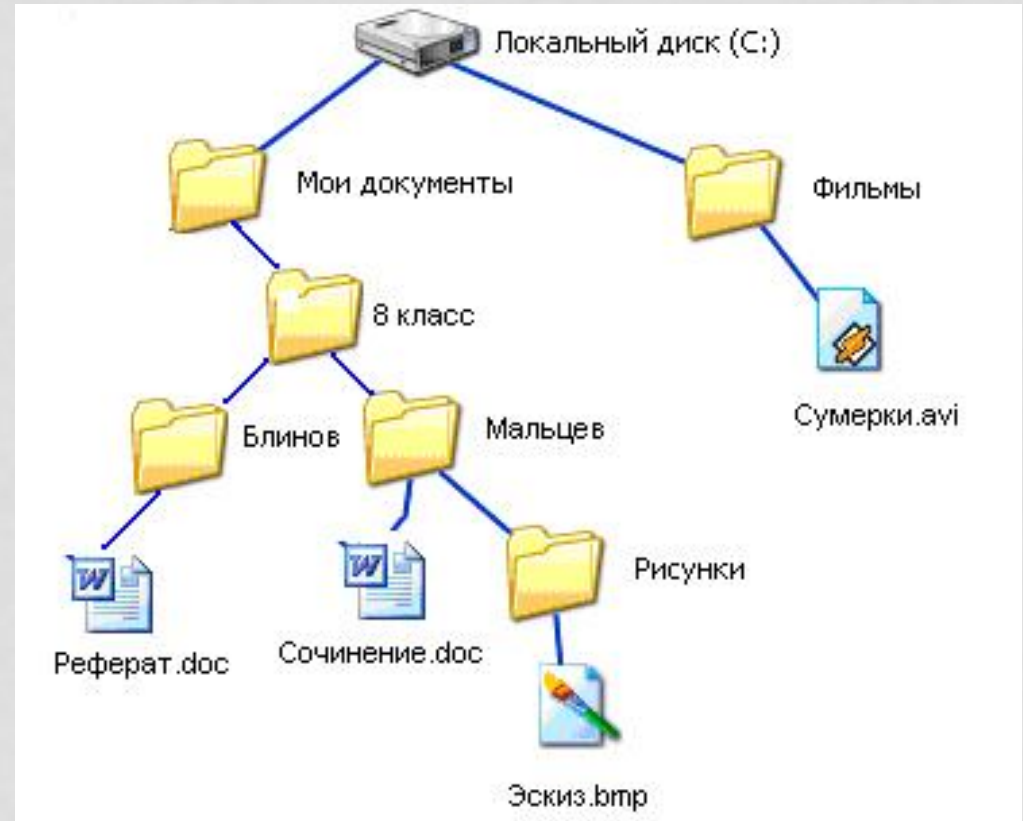 Локальный диск (C:)
Мои документы
Фильмы
8 класс
Сумерки.avi
Блинов
Мальцев
Рисунки
Реферат.doc
Сочинение.doc
Эскиз.bmp